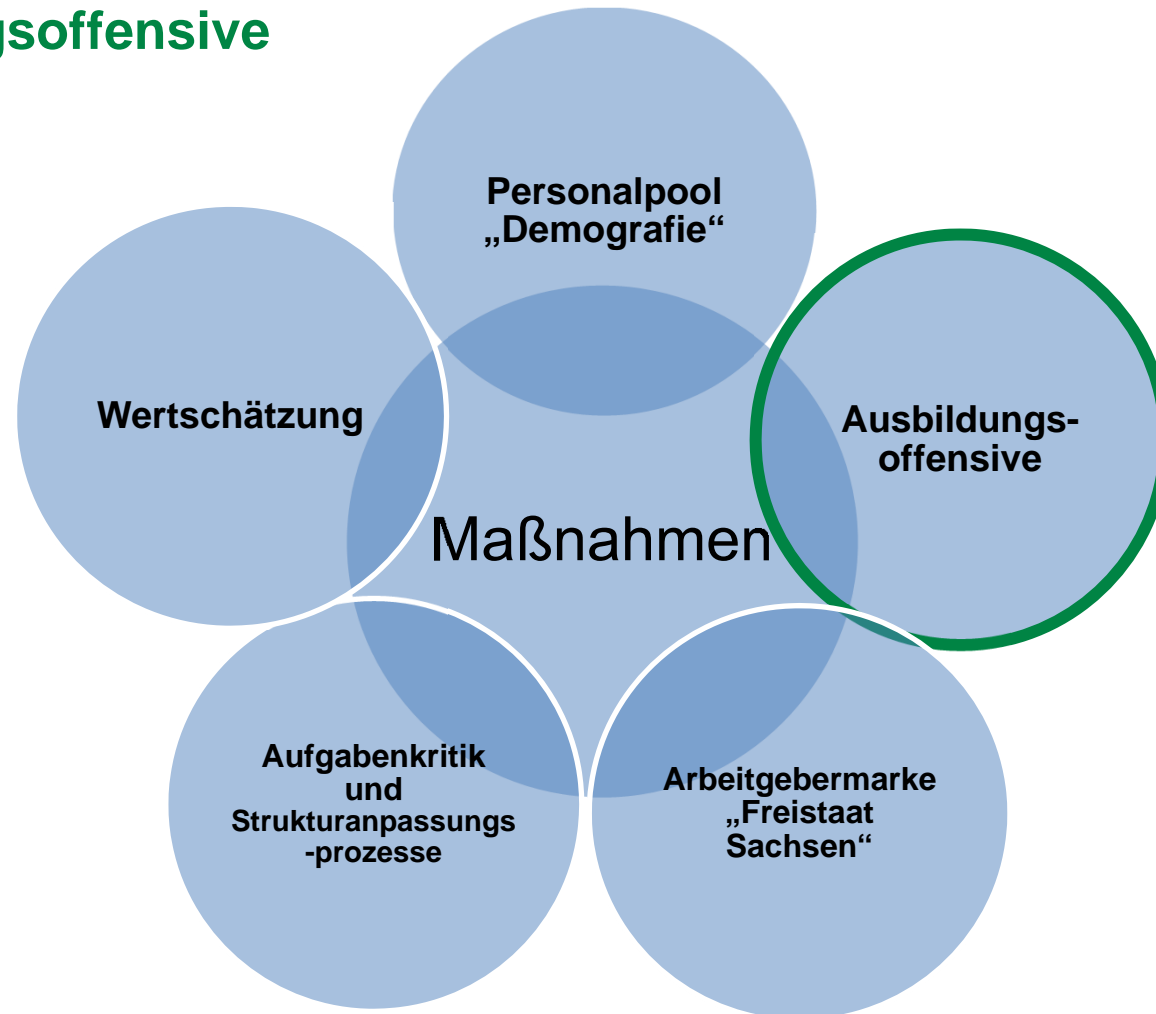 gsoffensive
Personalpool
„Demografie“
Wertschätzung
Ausbildungs-
offensive
Maßnahmen
Aufgabenkritik
und
Strukturanpassungs
-prozesse
Arbeitgebermarke
„Freistaat
Sachsen“